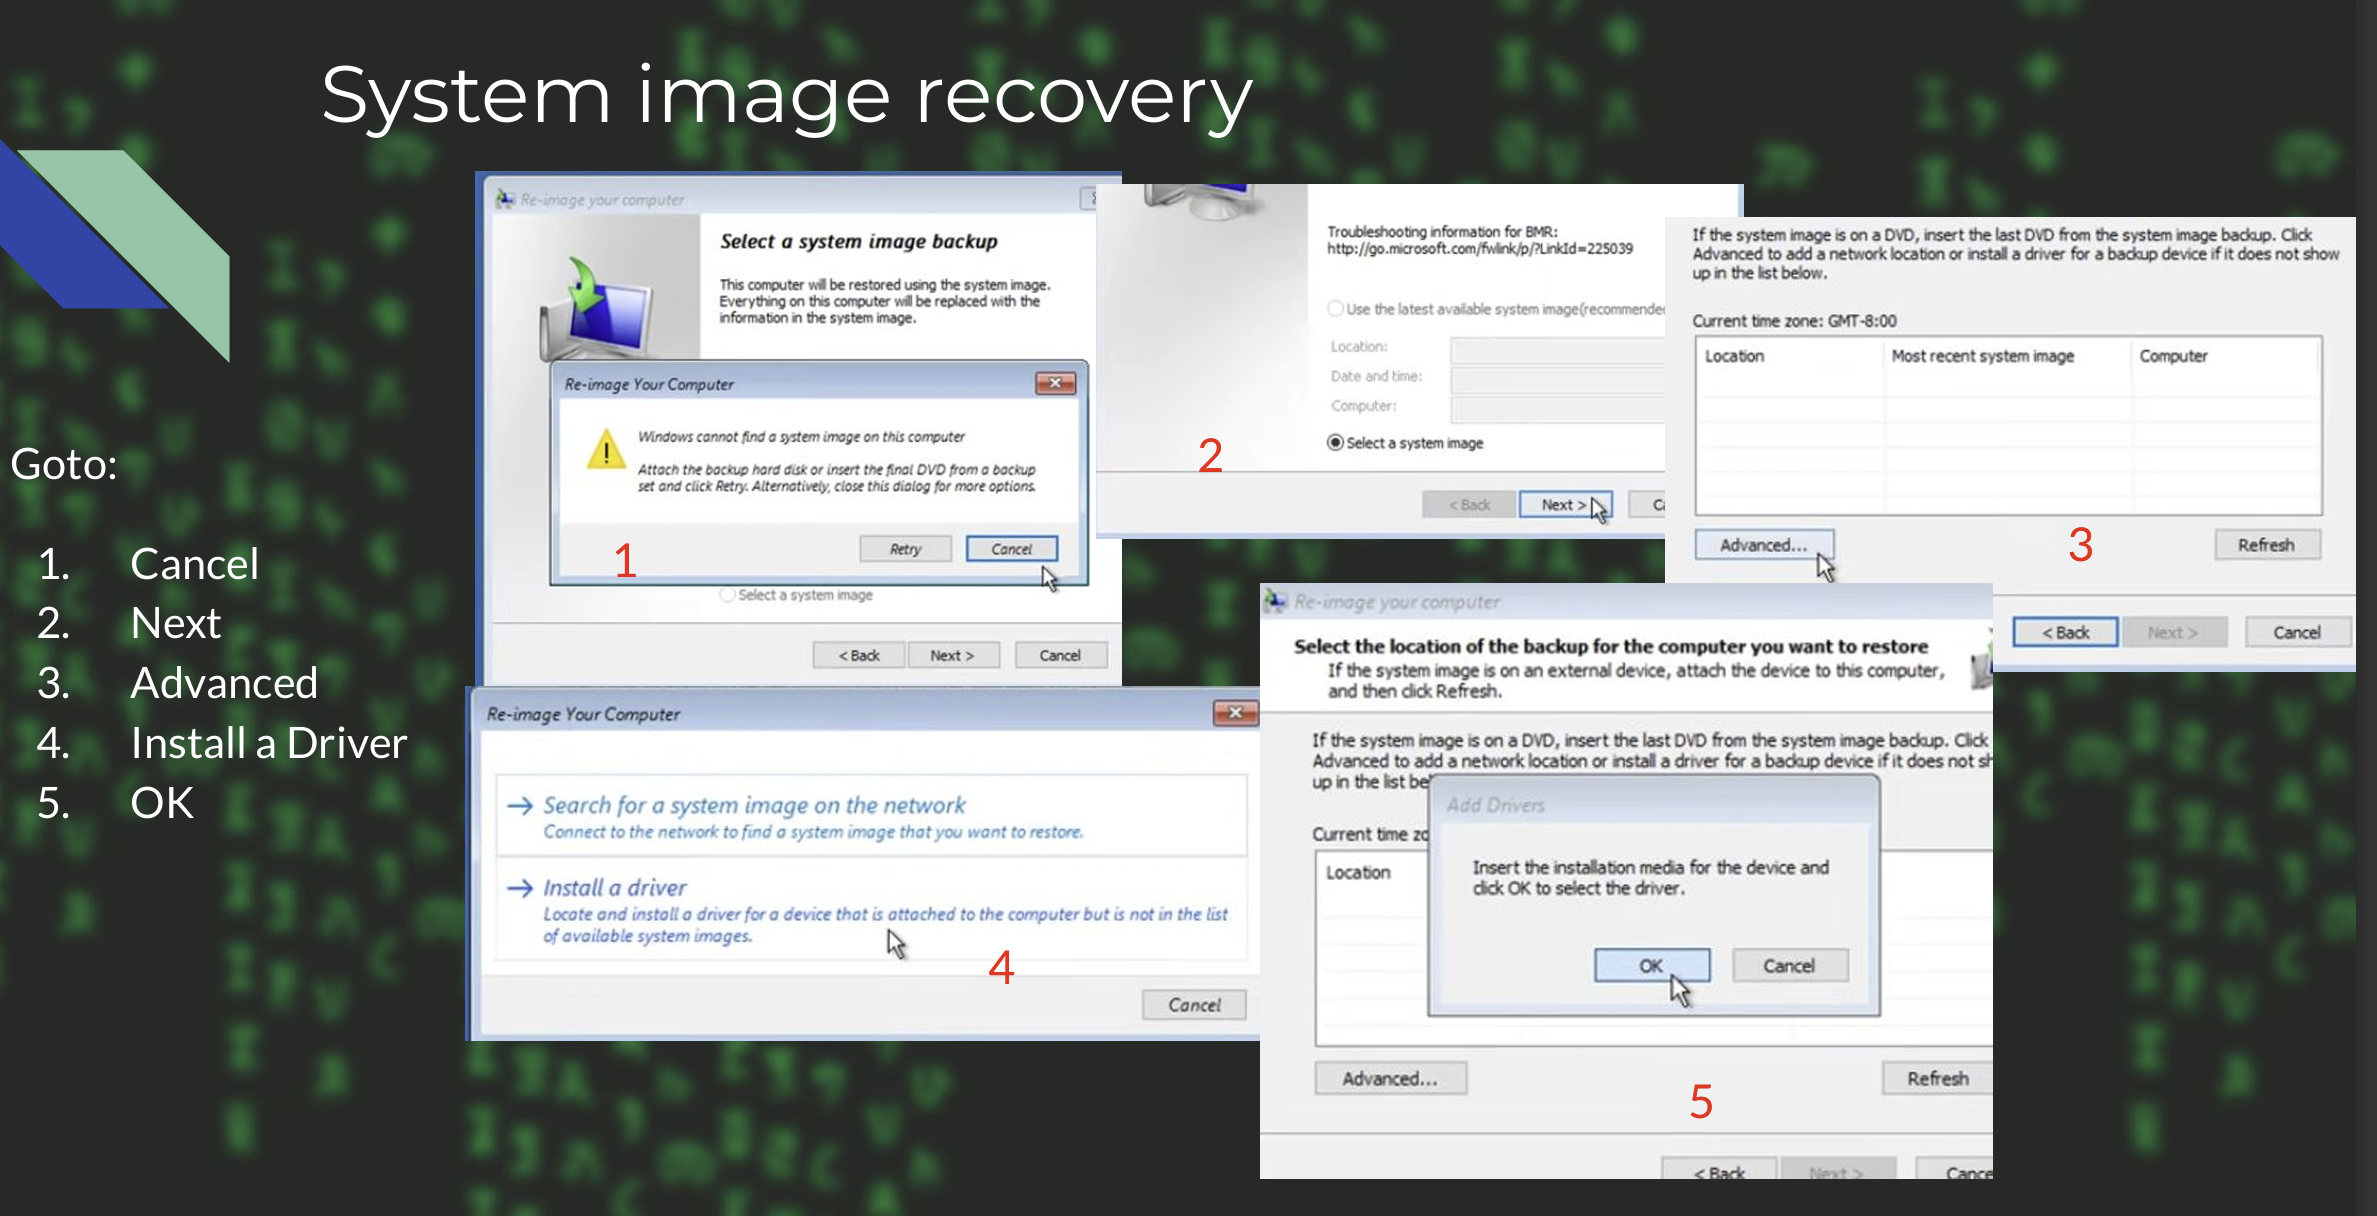 System image recovery
Goto:
1. Cancel
2. Next
3. Advanced
4. Install a Driver
5. OK
Re-image your computer
Select a system image backup
This computer will be restored using the system image.
Everything on this computer will be replaced with the
information in the system image.
Re-image Your Computer
Windows cannot find a system image on this computer
Attach the backup hard disk or insert the final DVD from a backup
set and click Retry. Alternatively, close this dialog for more options.
Retry Cancel
1
Select a system image
< Back Next > Cancel
Troubleshooting information for BMR:
http://go.microsoft.com/fwlink/p/?LinkId=225039
Use the latest available system image(recommended
Location:
Date and time:
Computer:
Select a system image
2
< Back Next >
If the system image is on a DVD, insert the last DVD from the system image backup. Click
Advanced to add a network location or install a driver for a backup device if it does not show
up in the list below.
Current time zone: GMT-8:00
Location Most recent system image Computer
Advanced... Refresh
3
< Back Next > Cancel
Re-image Your Computer
Search for a system image on the network
Connect to the network to find a system image that you want to restore.
Install a driver
Locate and install a driver for a device that is attached to the computer but is not in the list
of available system images.
4
Cancel
Re-image your computer
Select the location of the backup for the computer you want to restore
If the system image is on an external device, attach the device to this computer,
and then click Refresh.
If the system image is on a DVD, insert the last DVD from the system image backup. Click
Advanced to add a network location or install a driver for a backup device if it does not sh
up in the list be
Current time zo
Location
Add Drivers
Insert the installation media for the device and
click OK to select the driver.
OK Cancel
Advanced... Refresh
5
< Back Next > Cance